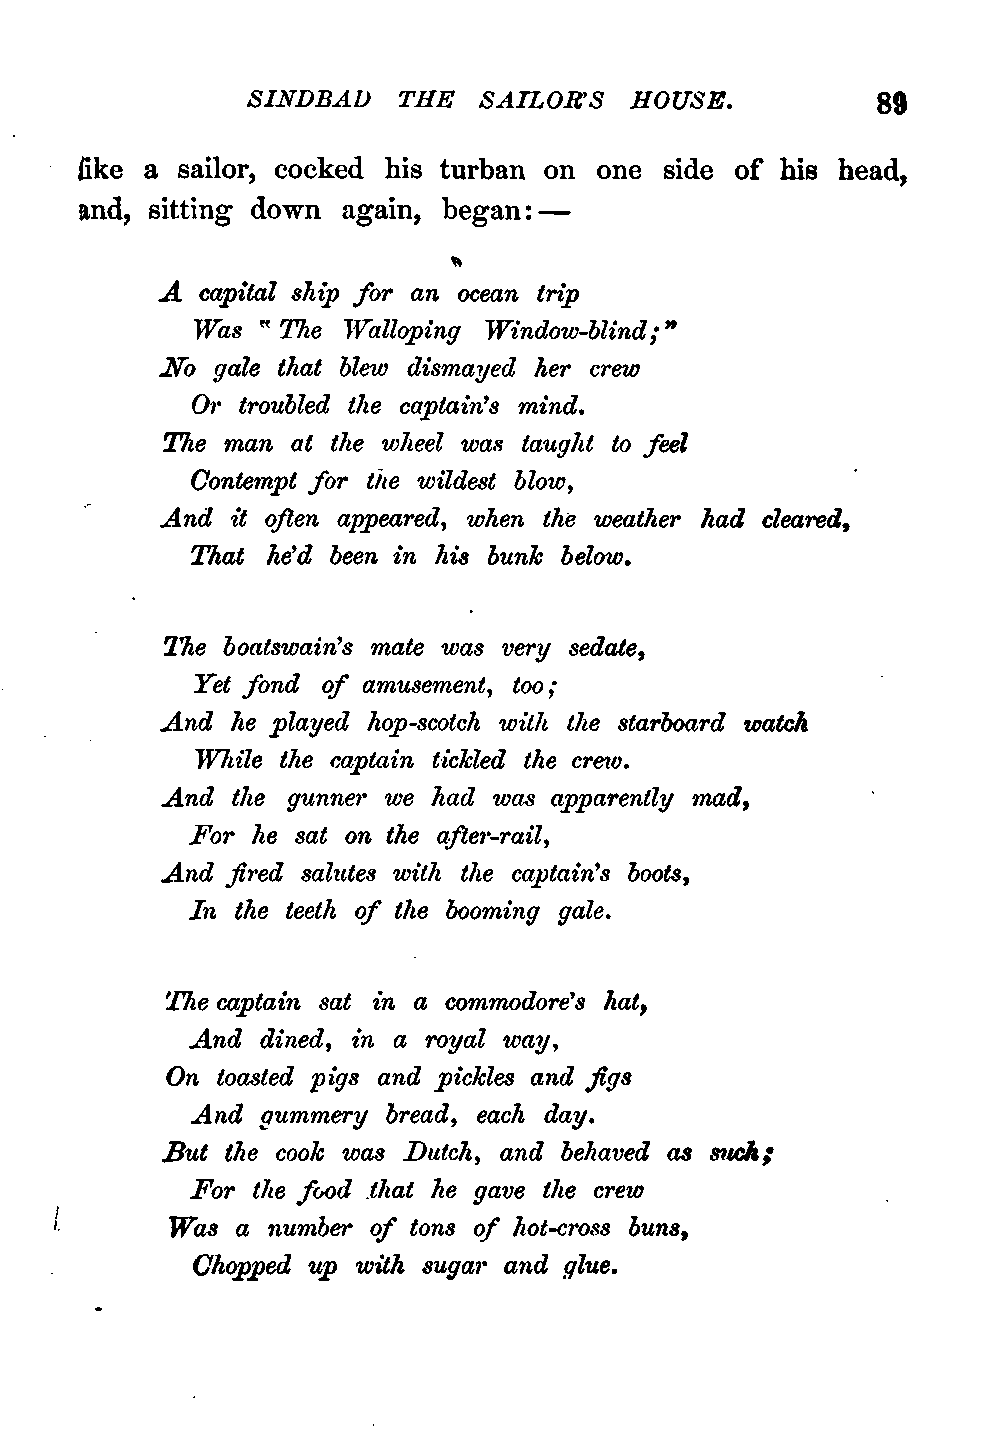 SINDBAD THE SAILOR'S HOUSE. 89
like a sailor, cocked his turban on one side of his head,
and, sitting down again, began:—
A capital ship for an ocean trip
Was "The Walloping Window-blind;"
No gale that blew dismayed her crew
Or troubled the captain's mind.
The man at the wheel was taught to feel
Contempt for the wildest blow,
And it often appeared, when the weather had cleared,
That he'd been in his bunk below.
The boatswain's mate was very sedate,
Yet fond of amusement, too;
And he played hop-scotch with the starboard watch
While the captain tickled the crew.
And the gunner we had was apparently mad,
For he sat on the after-rail,
And fired salutes with the captain's boots,
In the teeth of the booming gale.
The captain sat in a commodore's hat,
And dined, in a royal way,
On toasted pigs and pickles and figs
And gummery bread, each day.
But the cook was Dutch, and behaved as such;
For the food that he gave the crew
Was a number of tons of hot-cross buns,
Chopped up with sugar and glue.